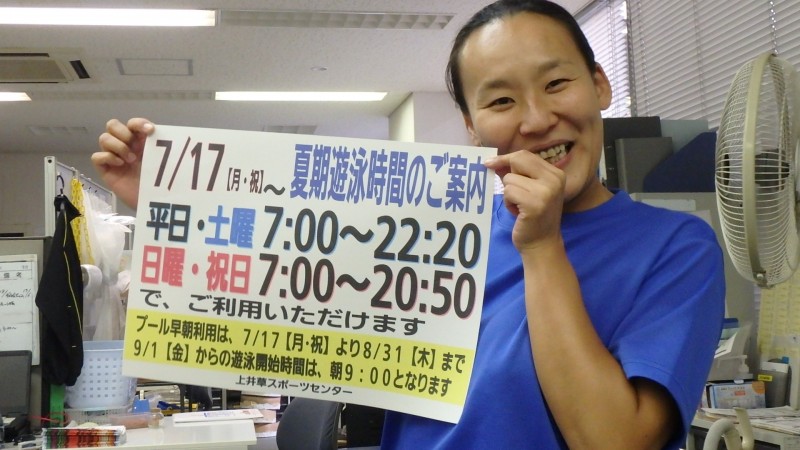 7/17【月・祝】~ 夏期遊泳時間のご案内
平日・土曜 7:00～22:20
日曜・祝日 7:00～20:50
で、ご利用いただけます
プール早朝利用は、7/17【月・祝】より8/31【木】まで
9/1【金】からの遊泳開始時間は、朝9：00となります
上井草スポーツセンター